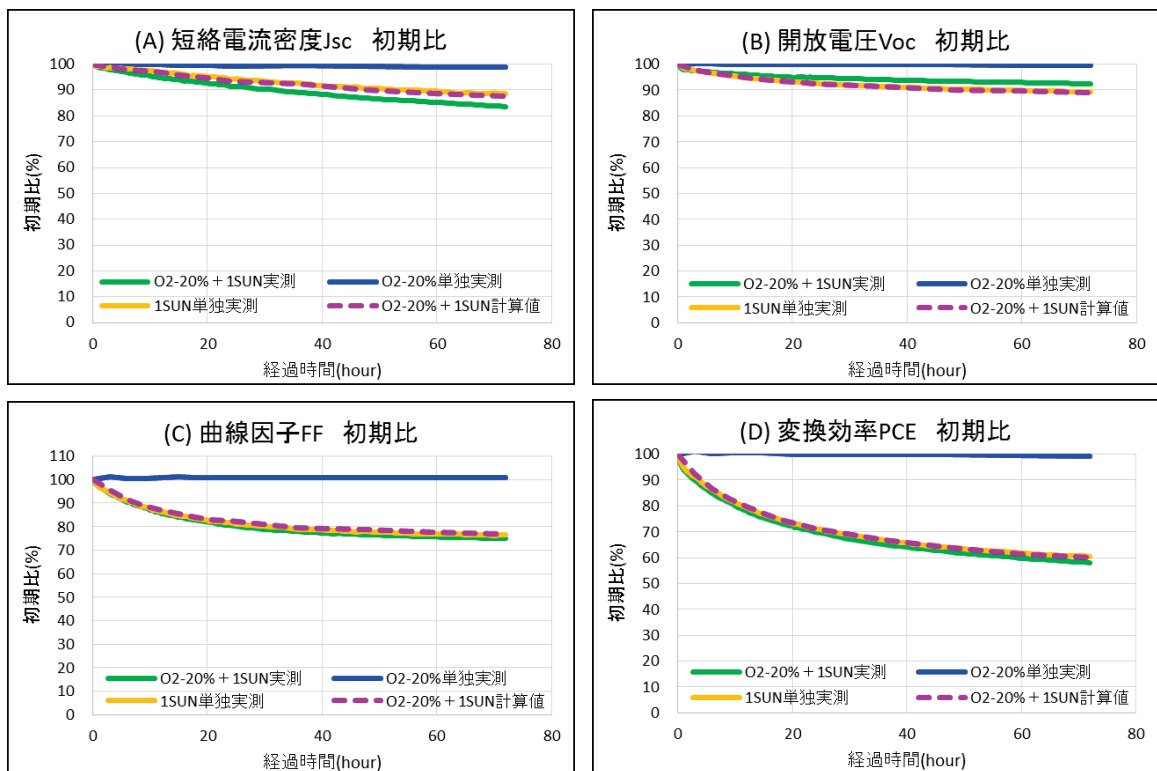 (A) 短絡電流密度Jsc 初期比
100
90
80
70
60
50
40
30
20
10
0
初期比(%)
O2-20%+1SUN実測
O2-20%単独実測
1SUN単独実測
O2-20%+1SUN計算値
0 20 40 60 80
経過時間(hour)
(B) 開放電圧Voc 初期比
100
90
80
70
60
50
40
30
20
10
0
初期比(%)
O2-20%+1SUN実測
O2-20%単独実測
1SUN単独実測
O2-20%+1SUN計算値
0 20 40 60 80
経過時間(hour)
(C) 曲線因子FF 初期比
110
100
90
80
70
60
50
40
30
20
10
0
初期比(%)
O2-20%+1SUN実測
O2-20%単独実測
1SUN単独実測
O2-20%+1SUN計算値
0 20 40 60 80
経過時間(hour)
(D) 変換効率PCE 初期比
100
90
80
70
60
50
40
30
20
10
0
初期比(%)
O2-20%+1SUN実測
O2-20%単独実測
1SUN単独実測
O2-20%+1SUN計算値
0 20 40 60 80
経過時間(hour)